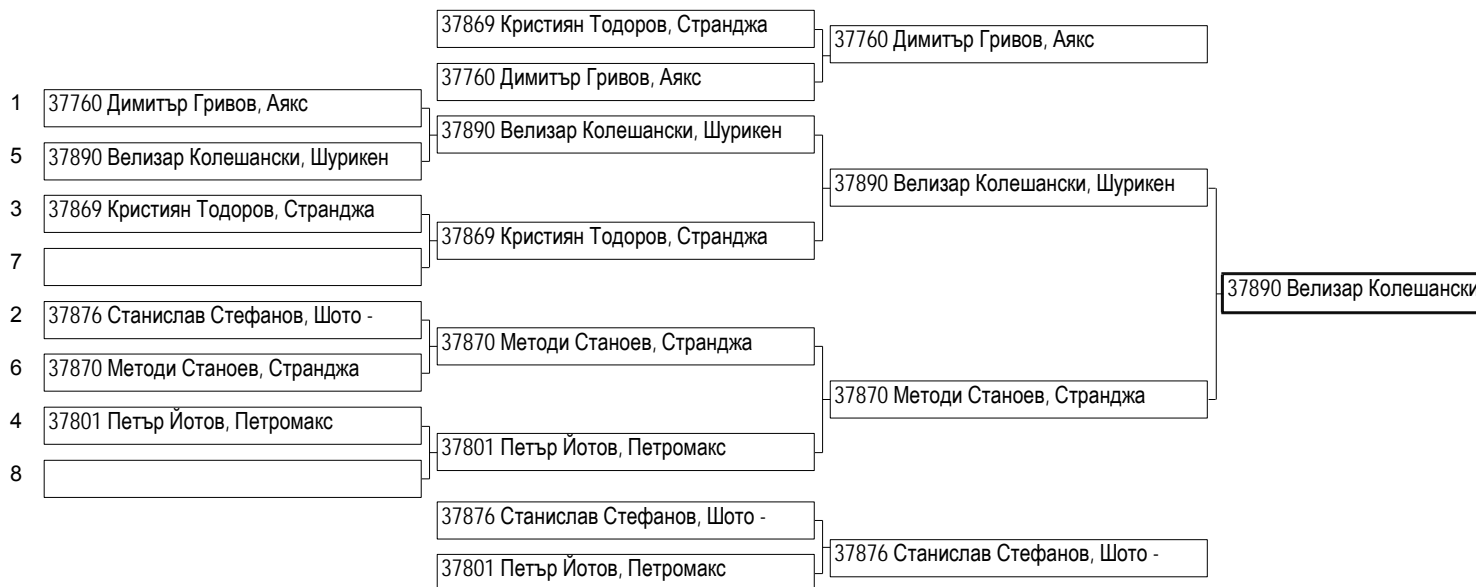 37869 Кристиян Тодоров, Странджа
37760 Димитър Гривов, Аякс
37760 Димитър Гривов, Аякс
1 37760 Димитър Гривов, Аякс
37890 Велизар Колешански, Шурикен
5 37890 Велизар Колешански, Шурикен
37890 Велизар Колешански, Шурикен
3 37869 Кристиян Тодоров, Странджа
37869 Кристиян Тодоров, Странджа
7
37890 Велизар Колешански
2 37876 Станислав Стефанов, Шото -
37870 Методи Станоев, Странджа
6 37870 Методи Станоев, Странджа
37870 Методи Станоев, Странджа
4 37801 Петър Йотов, Петромакс
37801 Петър Йотов, Петромакс
8
37876 Станислав Стефанов, Шото -
37876 Станислав Стефанов, Шото -
37801 Петър Йотов, Петромакс